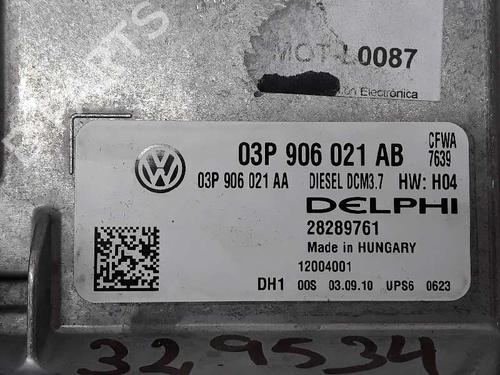 PARTS
MOT-L0087
Electrónica
03P 906 021 AB
CFWA
7639
03P 906 021 AA DIESEL DCM3.7 HW: H04
DELPHI
28289761
Made in HUNGARY
12004001
DH1 00S 03.09.10 UPS6 0623
329534